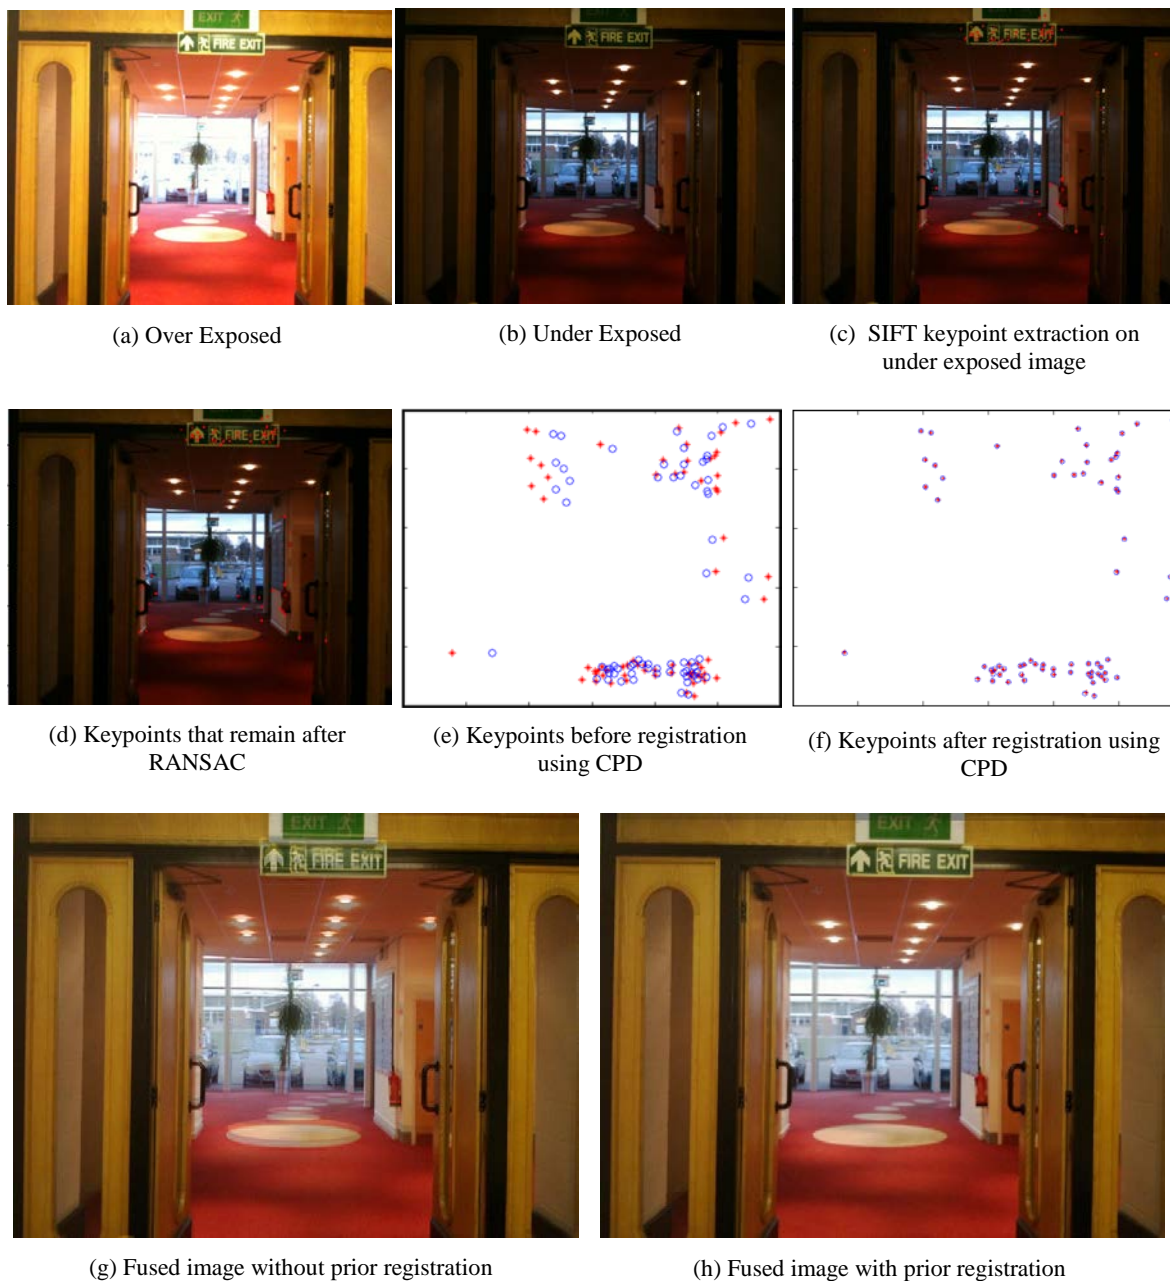 EXIT
FIRE EXIT
FIRE EXIT
FIRE EXIT
(a) Over Exposed
(b) Under Exposed
(c) SIFT keypoint extraction on
under exposed image
FIRE EXIT
(d) Keypoints that remain after
RANSAC
(e) Keypoints before registration
using CPD
(f) Keypoints after registration using
CPD
EXIT
FIRE EXIT
EXIT
FIRE EXIT
(g) Fused image without prior registration
(h) Fused image with prior registration